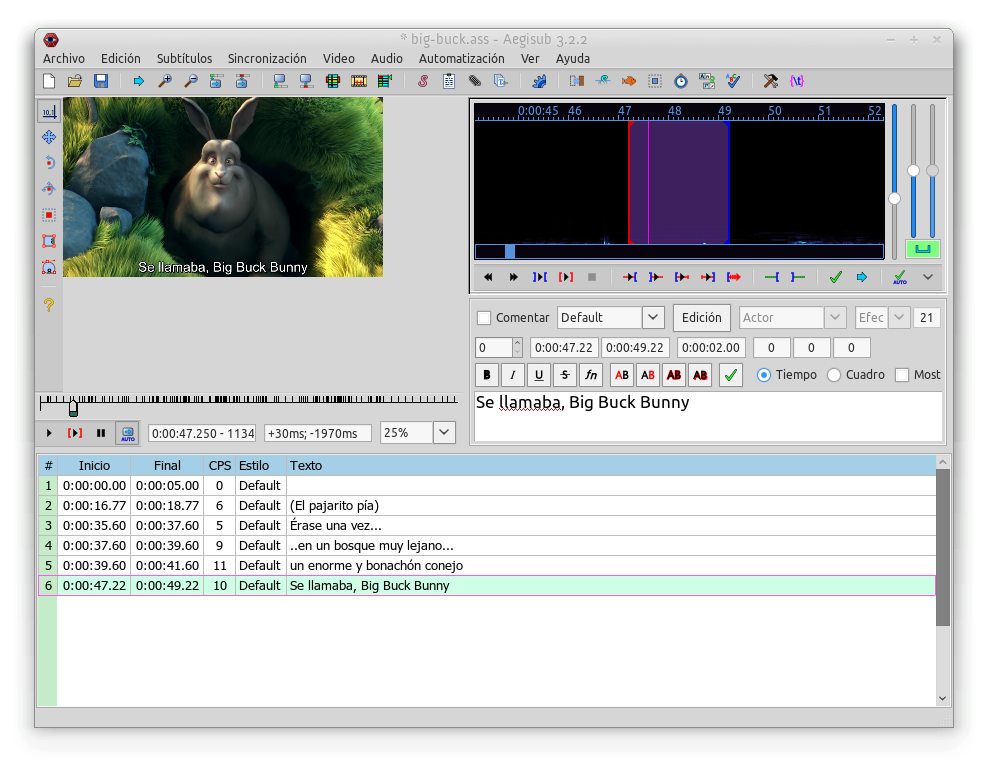 * big-buck.ass - Aegisub 3.2.2
Archivo Edición Subtítulos Sincronización Video Audio Automatización Ver Ayuda
Se llamaba, Big Buck Bunny
0:00:45 46 47 48 49 50 51 52
AUTO
Comentar Default Edición Actor Efec 21
0 0:00:47.22 0:00:49.22 0:00:02.00 0 0 0
B I U S fn AB AB AB AB Tiempo Cuadro Most
Se llamaba, Big Buck Bunny
AUTO 0:00:47.250 - 1134 +30ms; -1970ms 25%
# Inicio Final CPS Estilo Texto
1 0:00:00.00 0:00:05.00 0 Default
2 0:00:16.77 0:00:18.77 6 Default (El pajarito pía)
3 0:00:35.60 0:00:37.60 5 Default Érase una vez...
4 0:00:37.60 0:00:39.60 9 Default ..en un bosque muy lejano...
5 0:00:39.60 0:00:41.60 11 Default un enorme y bonachón conejo
6 0:00:47.22 0:00:49.22 10 Default Se llamaba, Big Buck Bunny